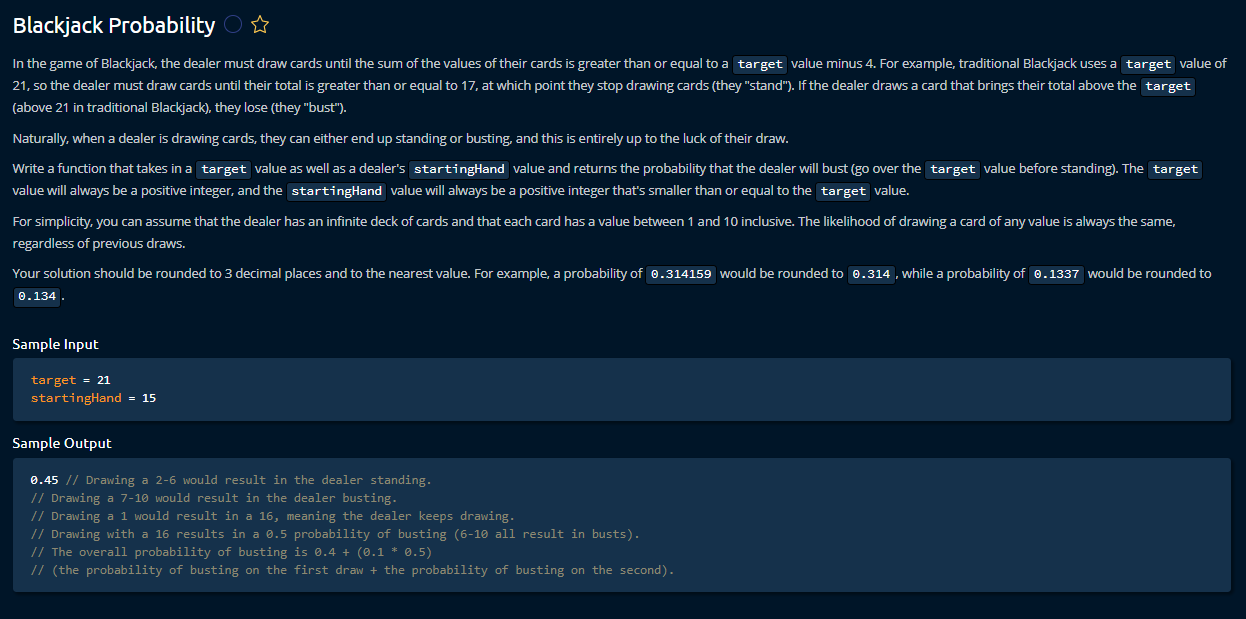 Blackjack Probability
In the game of Blackjack, the dealer must draw cards until the sum of the values of their cards is greater than or equal to a target value minus 4. For example, traditional Blackjack uses a target value of
21, so the dealer must draw cards until their total is greater than or equal to 17, at which point they stop drawing cards (they "stand"). If the dealer draws a card that brings their total above the target
(above 21 in traditional Blackjack), they lose (they "bust").
Naturally, when a dealer is drawing cards, they can either end up standing or busting, and this is entirely up to the luck of their draw.
Write a function that takes in a target value as well as a dealer's startingHand value and returns the probability that the dealer will bust (go over the target value before standing). The target
value will always be a positive integer, and the startingHand value will always be a positive integer that's smaller than or equal to the target value.
For simplicity, you can assume that the dealer has an infinite deck of cards and that each card has a value between 1 and 10 inclusive. The likelihood of drawing a card of any value is always the same,
regardless of previous draws.
Your solution should be rounded to 3 decimal places and to the nearest value. For example, a probability of 0.314159 would be rounded to 0.314, while a probability of 0.1337 would be rounded to
0.134.
Sample Input
target = 21
startingHand = 15
Sample Output
0.45 // Drawing a 2-6 would result in the dealer standing.
// Drawing a 7-10 would result in the dealer busting.
// Drawing a 1 would result in a 16, meaning the dealer keeps drawing.
// Drawing with a 16 results in a 0.5 probability of busting (6-10 all result in busts).
// The overall probability of busting is 0.4 + (0.1 * 0.5)
// (the probability of busting on the first draw + the probability of busting on the second).